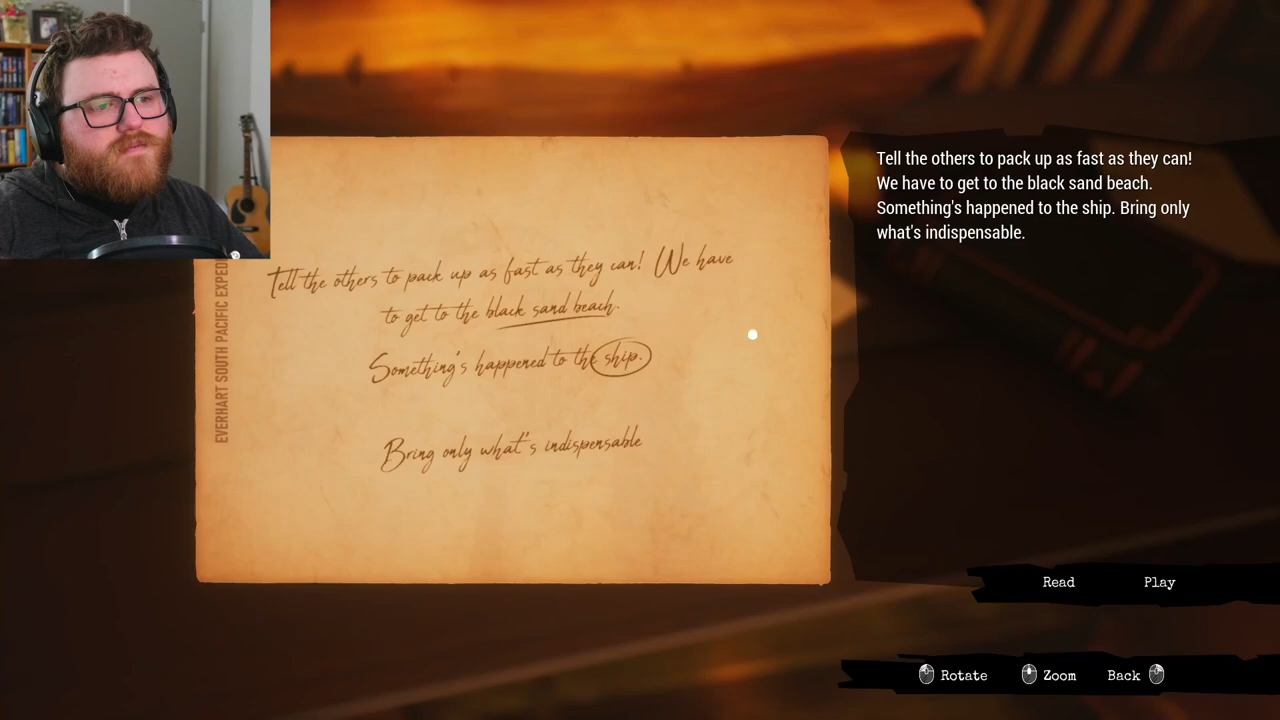 EVERHART SOUTH PACIFIC
Tell the others to pack up as fast as they can! We have
to get to the black sand beach.
Something's happened to the ship.
Bring only what's indispensable
Tell the others to pack up as fast as they can!
We have to get to the black sand beach.
Something's happened to the ship. Bring only
what's indispensable.
Read
Play
Rotate
Zoom
Back